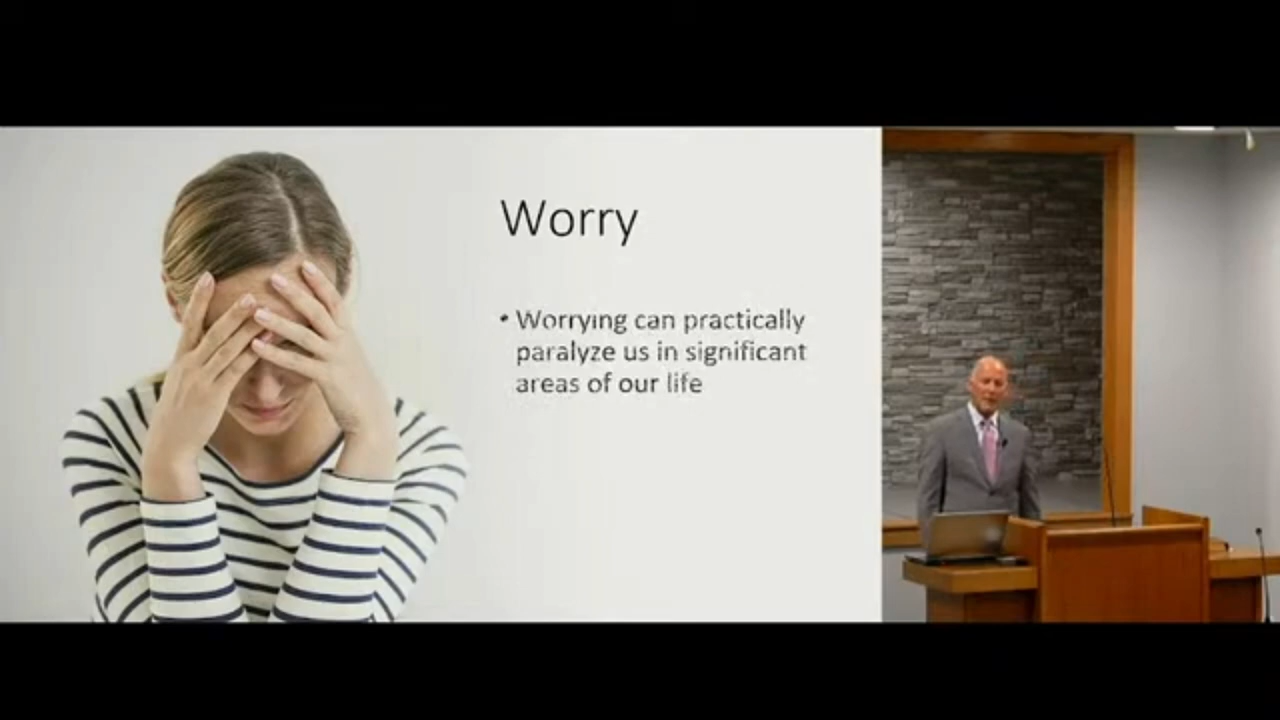 Worry
• Worrying can practically
paralyze us in significant
areas of our life